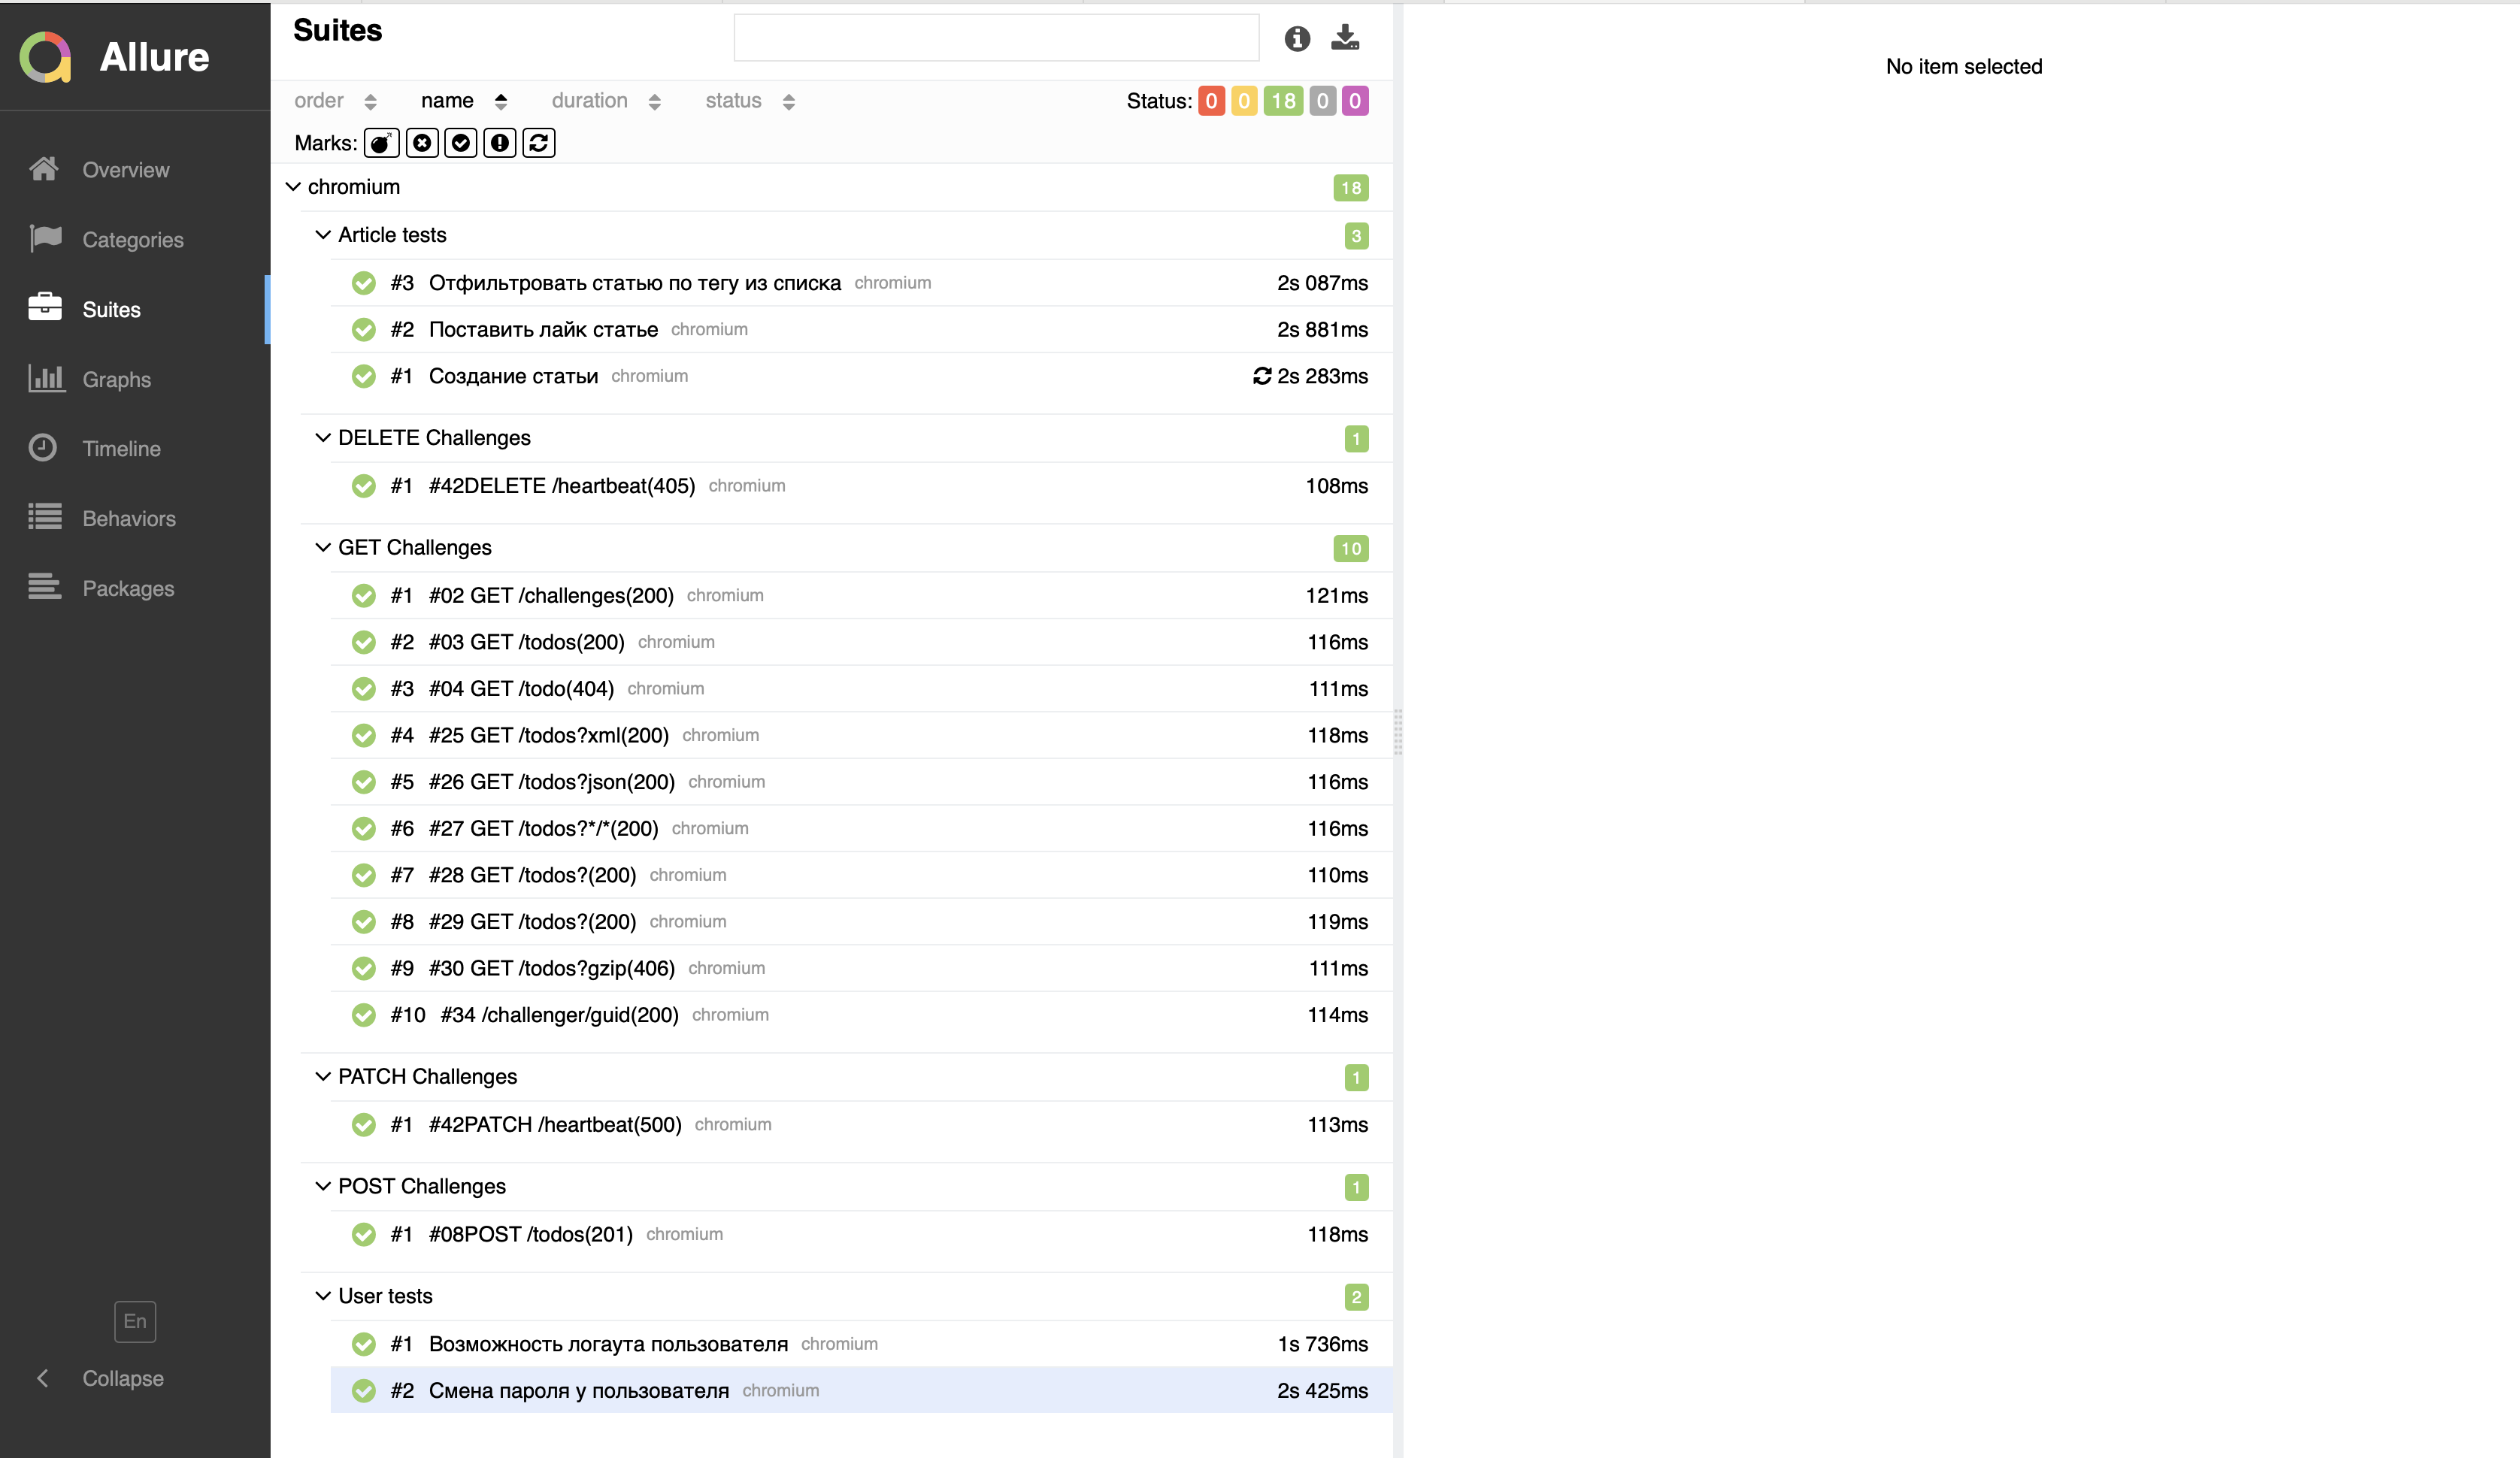 Allure
Overview
Categories
Suites
Graphs
Timeline
Behaviors
Packages
En
Collapse
Suites
order name duration status Status: 0 0 18 0 0
Marks:
chromium 18
Article tests 3
#3 Отфильтровать статью по тегу из списка chromium 2s 087ms
#2 Поставить лайк статье chromium 2s 881ms
#1 Создание статьи chromium 2s 283ms
DELETE Challenges 1
#1 #42DELETE /heartbeat(405) chromium 108ms
GET Challenges 10
#1 #02 GET /challenges(200) chromium 121ms
#2 #03 GET /todos(200) chromium 116ms
#3 #04 GET /todo(404) chromium 111ms
#4 #25 GET /todos?xml(200) chromium 118ms
#5 #26 GET /todos?json(200) chromium 116ms
#6 #27 GET /todos?*/*(200) chromium 116ms
#7 #28 GET /todos?(200) chromium 110ms
#8 #29 GET /todos?(200) chromium 119ms
#9 #30 GET /todos?gzip(406) chromium 111ms
#10 #34 /challenger/guid(200) chromium 114ms
PATCH Challenges 1
#1 #42PATCH /heartbeat(500) chromium 113ms
POST Challenges 1
#1 #08POST /todos(201) chromium 118ms
User tests 2
#1 Возможность логаута пользователя chromium 1s 736ms
#2 Смена пароля у пользователя chromium 2s 425ms
No item selected